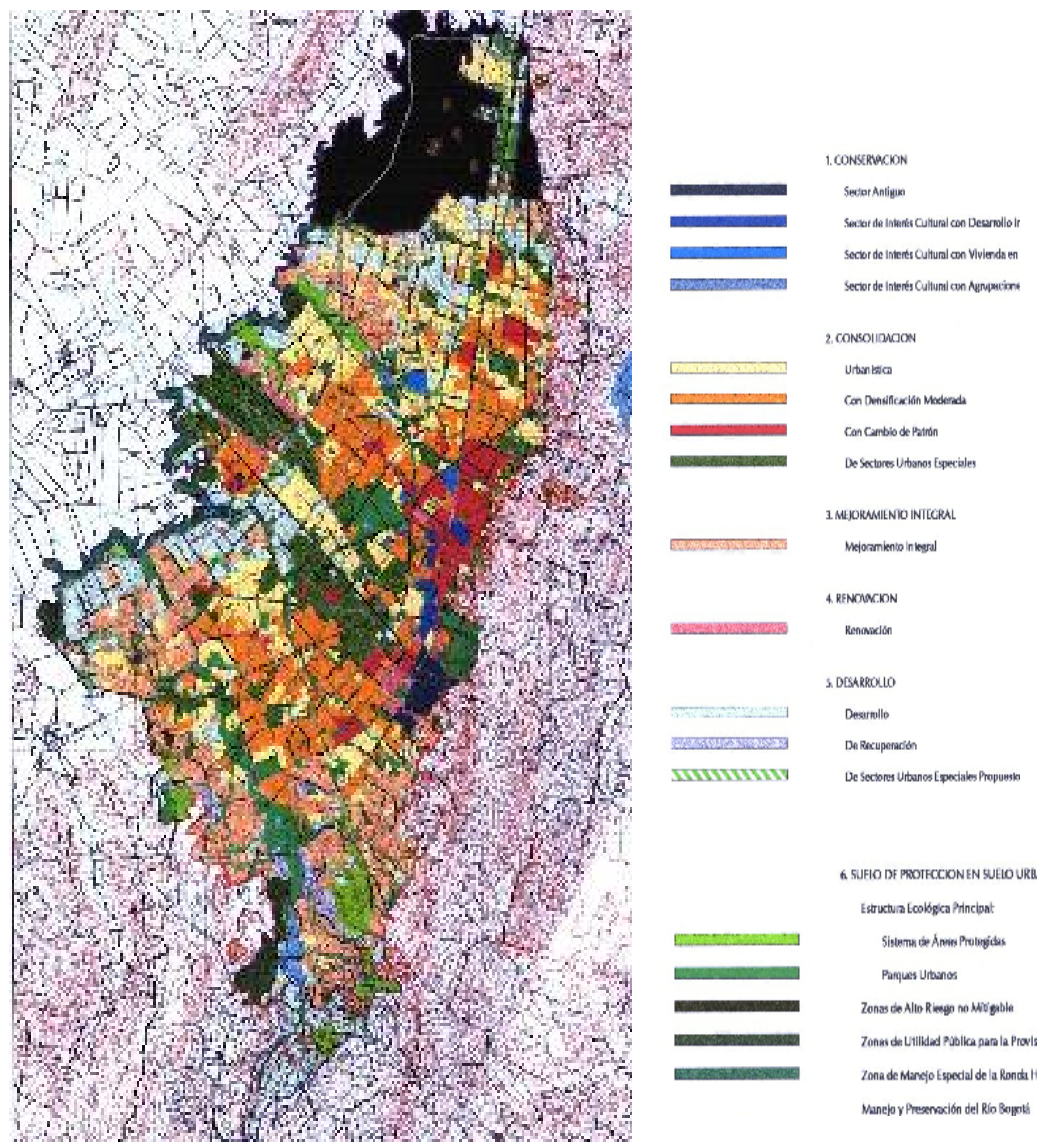 1. CONSERVACION
Sector Antiguo
Sector de Interés Cultural con Desarrollo Ir
Sector de Interés Cultural con Vivienda en
Sector de Interés Cultural con Agrupacione
2. CONSOLIDACION
Urbanística
Con Densificación Moderada
Con Cambio de Patrón
De Sectores Urbanos Especiales
3. MEJORAMIENTO INTEGRAL
Mejoramiento Integral
4. RENOVACION
Renovación
5. DESARROLLO
Desarrollo
De Recuperación
De Sectores Urbanos Especiales Propuesto
6. SUELO DE PROTECCION EN SUELO URB
Estructura Ecológica Principal:
Sistema de Áreas Protegidas
Parques Urbanos
Zonas de Alto Riesgo no Mitigable
Zonas de Utilidad Pública para la Provis
Zona de Manejo Especial de la Ronda H
Manejo y Preservación del Río Bogotá